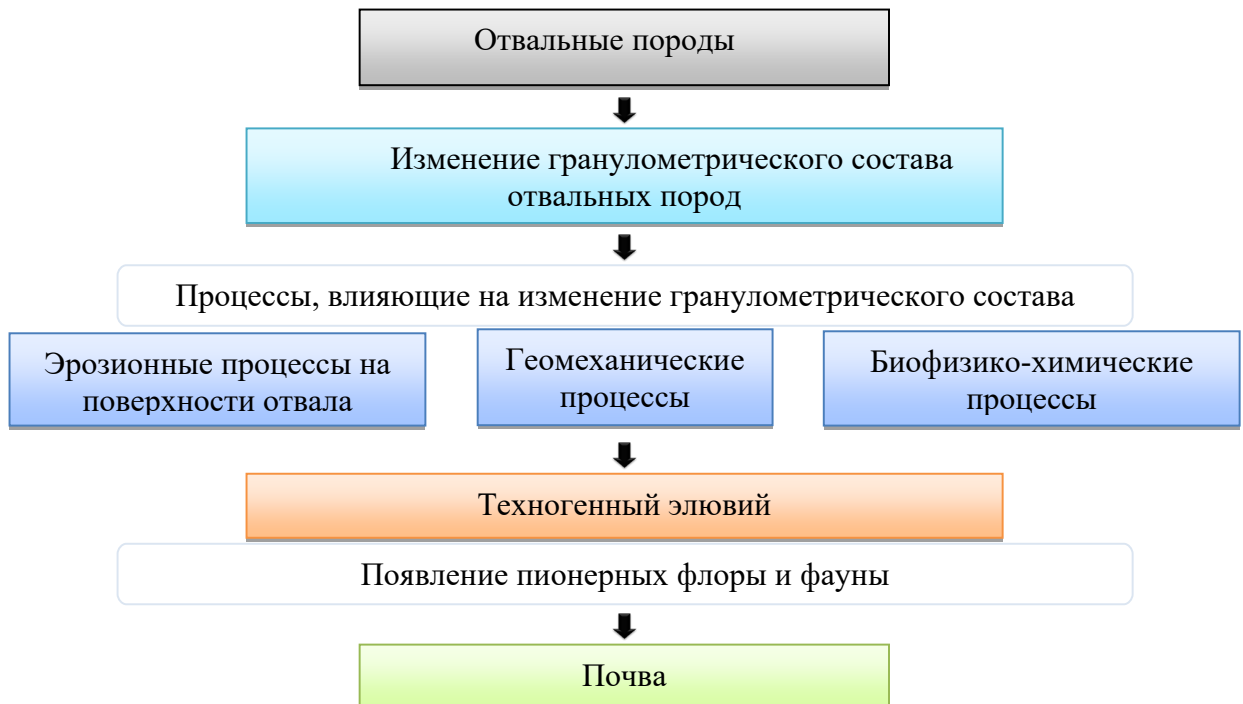 Отвальные породы
Изменение гранулометрического состава
отвальных пород
Процессы, влияющие на изменение гранулометрического состава
Эрозионные процессы на
поверхности отвала
Геомеханические
процессы
Биофизико-химические
процессы
Техногенный элювий
Появление пионерных флоры и фауны
Почва